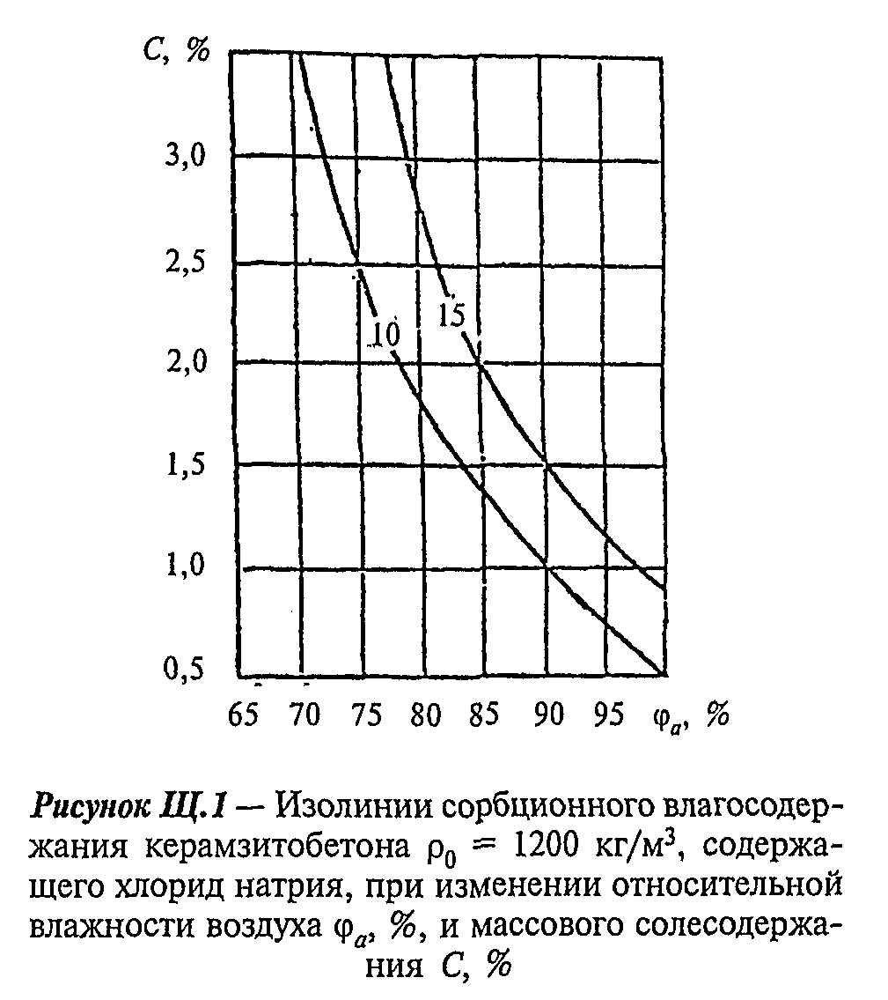 C, %
3,0
2,5
15
10
2,0
1,5
1,0
0,5
65 70 75 80 85 90 95 φa, %
Рисунок Щ.1 — Изолинии сорбционного влагосодер-
жания керамзитобетона ρ0 = 1200 кг/м³, содержа-
щего хлорид натрия, при изменении относительной
влажности воздуха φa, %, и массового солесодержа-
ния C, %